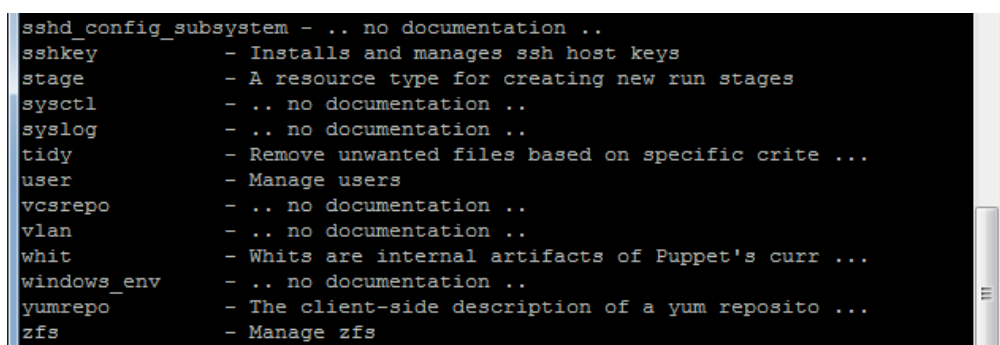 sshd_config_subsystem - .. no documentation ..
sshkey          - Installs and manages ssh host keys
stage           - A resource type for creating new run stages
sysctl          - .. no documentation ..
syslog          - .. no documentation ..
tidy            - Remove unwanted files based on specific crite ...
user            - Manage users
vcsrepo         - .. no documentation ..
vlan            - .. no documentation ..
whit            - Whits are internal artifacts of Puppet's curr ...
windows_env     - .. no documentation ..
yumrepo         - The client-side description of a yum reposito ...
zfs             - Manage zfs